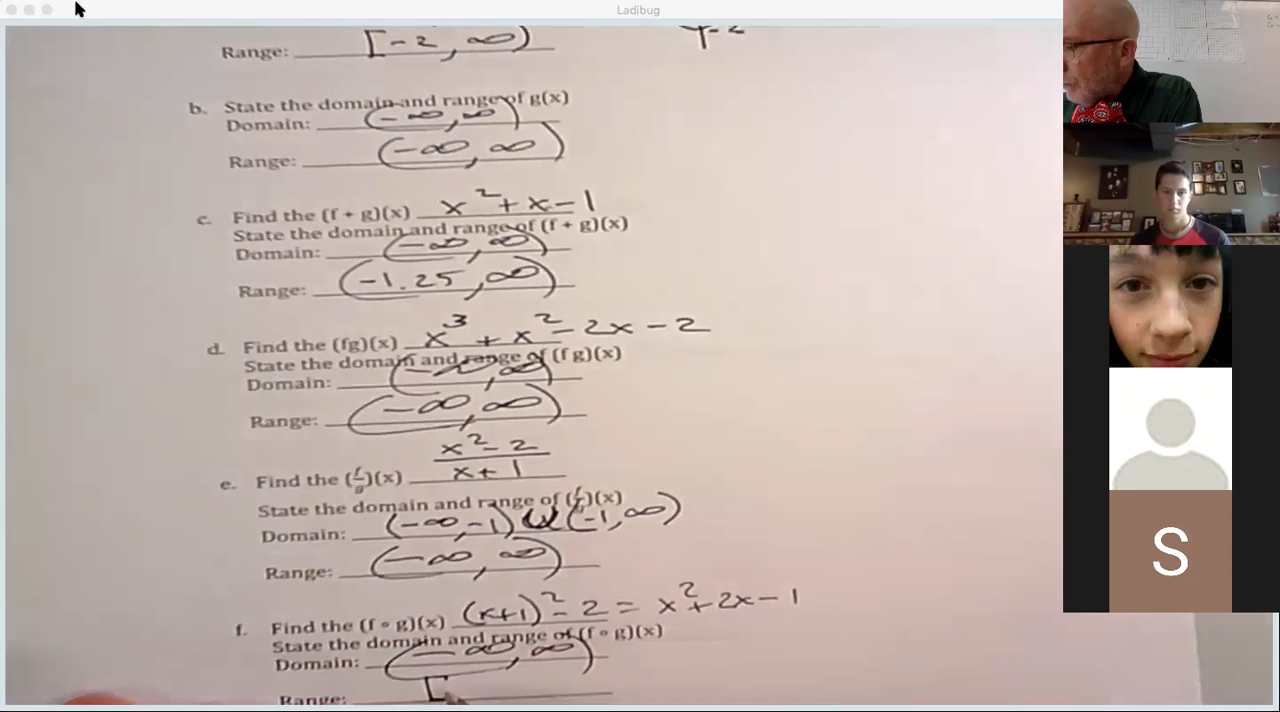 Ladibug
Range: [-2, ∞)
b. State the domain and range of g(x)
Domain: (-∞, ∞)
Range: (-∞, ∞)
c. Find the (f + g)(x) x² + x - 1
State the domain and range of (f + g)(x)
Domain: (-∞, ∞)
Range: (-1.25, ∞)
d. Find the (fg)(x) x³ + x² - 2x - 2
State the domain and range of (f g)(x)
Domain: (-∞, ∞)
Range: (-∞, ∞)
e. Find the (f/g)(x) x² - 2 / x + 1
State the domain and range of (f/g)(x)
Domain: (-∞, -1) ∪ (-1, ∞)
Range: (-∞, ∞)
f. Find the (f ∘ g)(x) (x+1)² - 2 = x² + 2x - 1
State the domain and range of (f ∘ g)(x)
Domain: (-∞, ∞)
Range: [
S